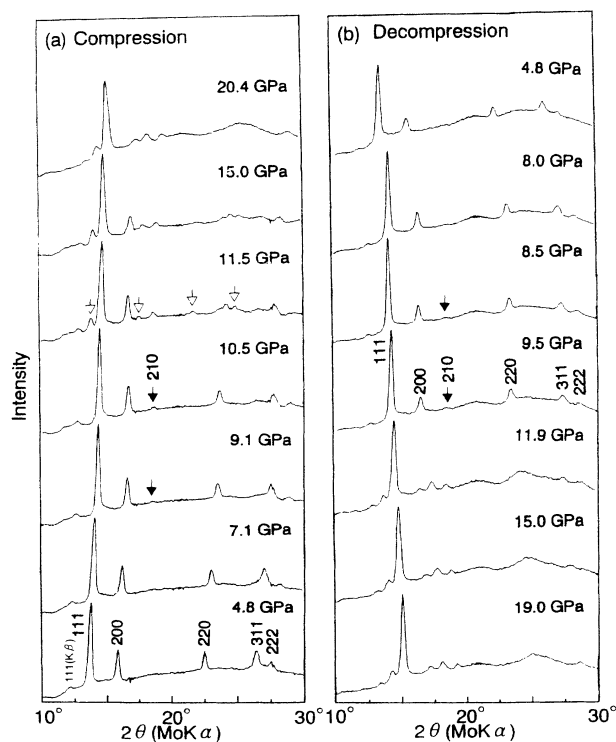 (a) Compression
20.4 GPa
15.0 GPa
11.5 GPa
10.5 GPa
210
9.1 GPa
7.1 GPa
4.8 GPa
111(Kβ)
111
200
220
311
222
10°
20°
30°
2θ (MoKα)
Intensity
(b) Decompression
4.8 GPa
8.0 GPa
8.5 GPa
9.5 GPa
111
200
210
220
311
222
11.9 GPa
15.0 GPa
19.0 GPa
10°
20°
30°
2θ (MoKα)